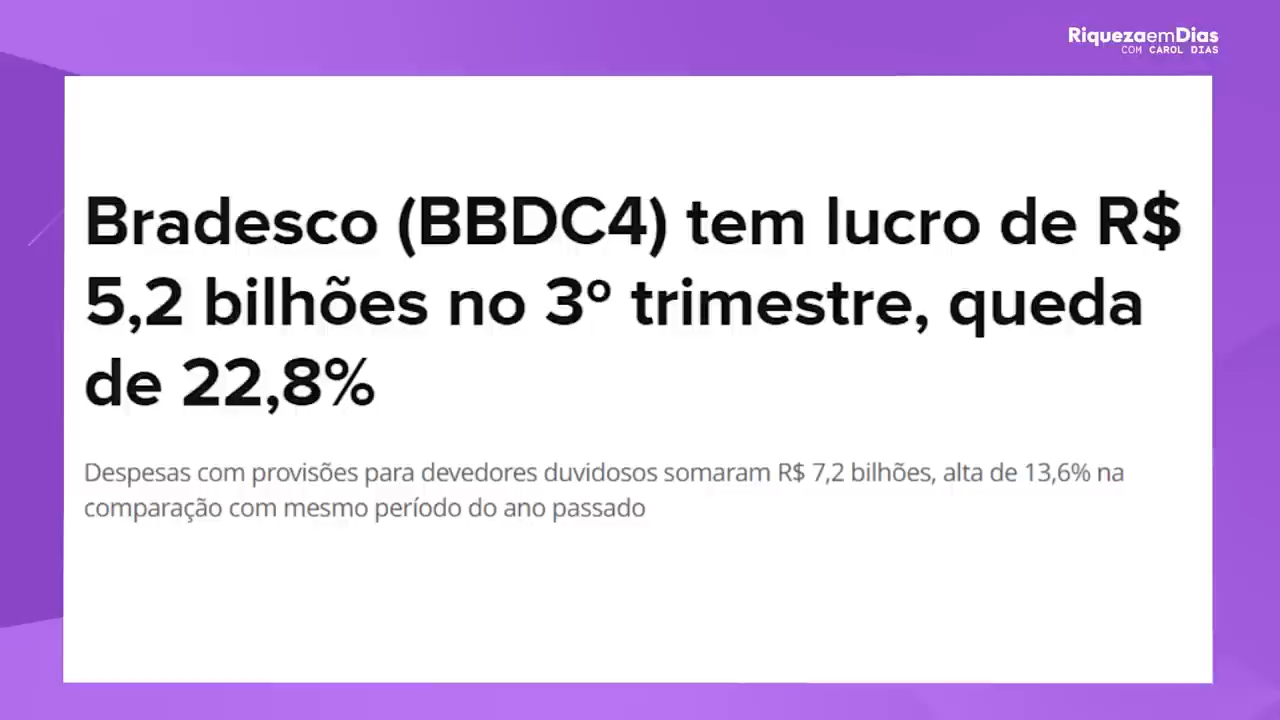 RiquezaemDias
COM CAROL DIAS
Bradesco (BBDC4) tem lucro de R$
5,2 bilhões no 3º trimestre, queda
de 22,8%
Despesas com provisões para devedores duvidosos somaram R$ 7,2 bilhões, alta de 13,6% na
comparação com mesmo período do ano passado